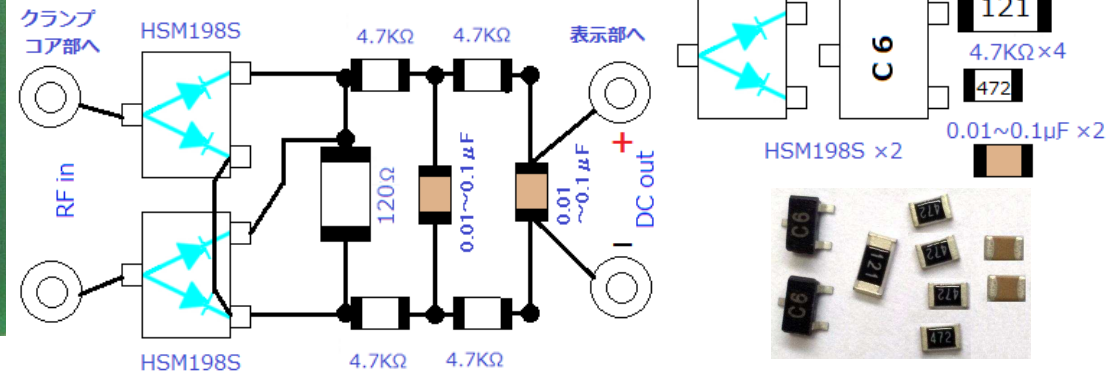 クランプ
コア部へ
HSM198S
4.7KΩ
4.7KΩ
表示部へ
RF in
120Ω
0.01～0.1μF
0.01
～0.1μF
+
DC out
−
HSM198S
4.7KΩ
4.7KΩ
C 6
121
4.7KΩ×4
472
0.01~0.1μF ×2
HSM198S ×2
C6
C6
121
472
472
472
472